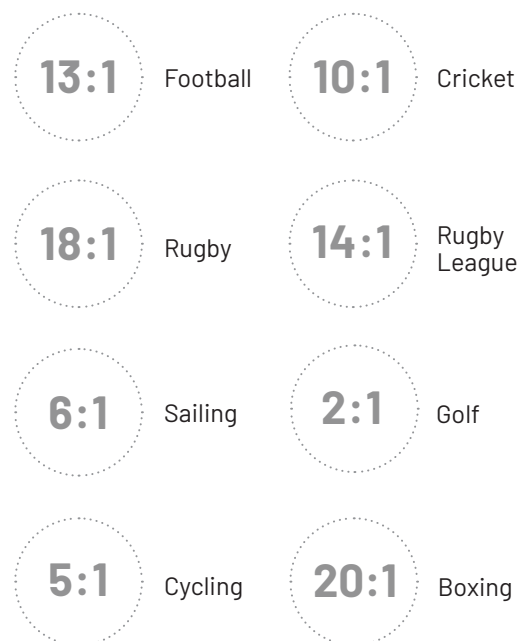 13:1 Football
10:1 Cricket
18:1 Rugby
14:1 Rugby
League
6:1 Sailing
2:1 Golf
5:1 Cycling
20:1 Boxing